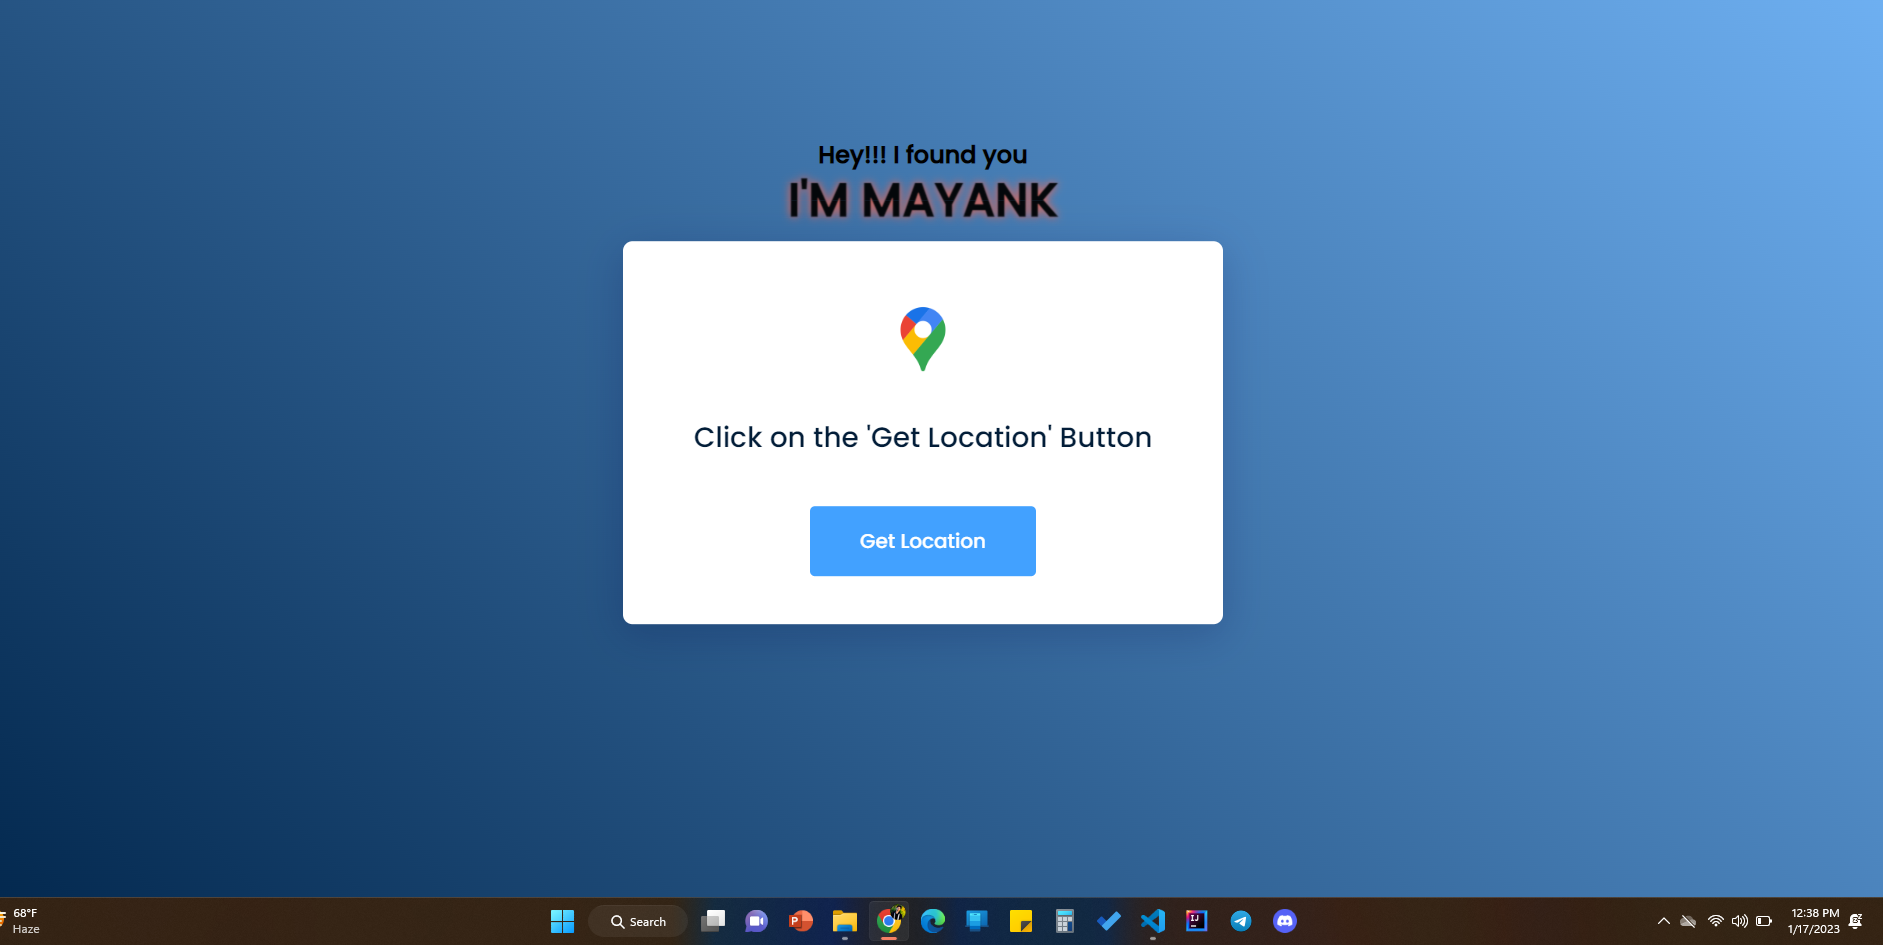 Hey!!! I found you
I'M MAYANK
Click on the 'Get Location' Button
Get Location
68°F
Haze
Search
12:38 PM
1/17/2023